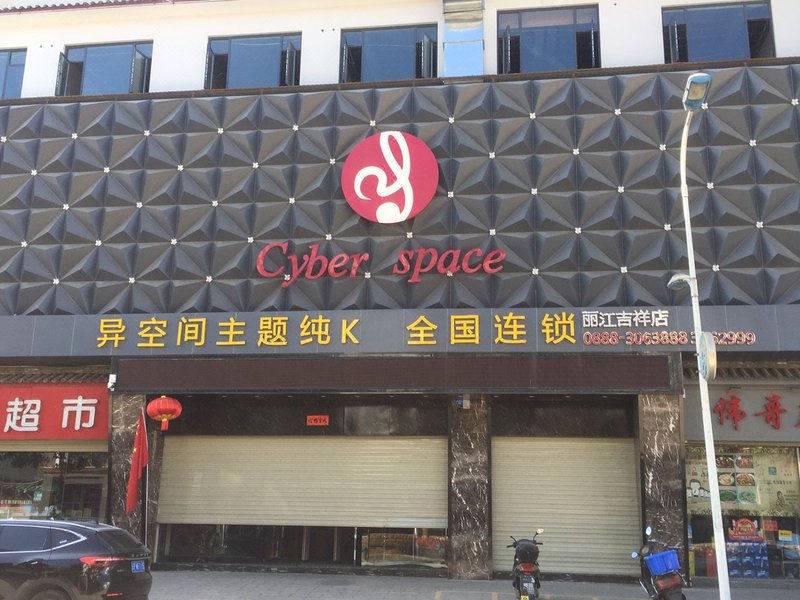 Cyber space
异空间主题纯K 全国连锁
丽江吉祥店
0888-3063888
超市